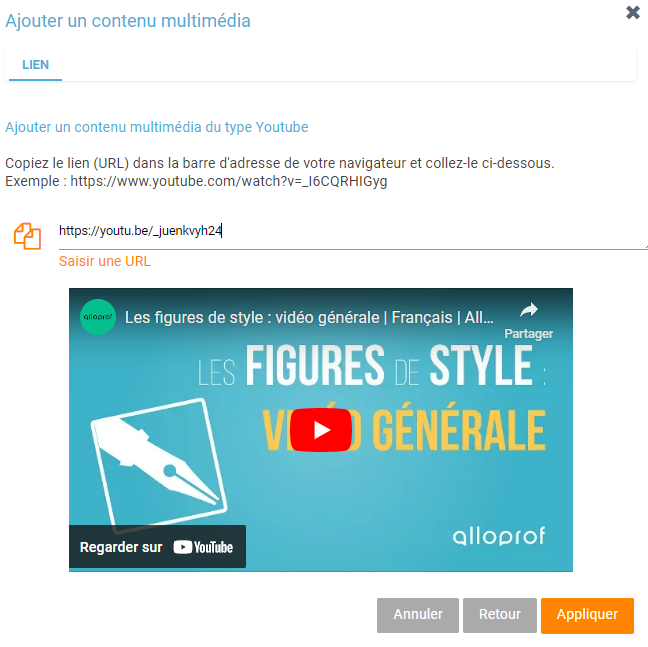 Ajouter un contenu multimédia
LIEN
Ajouter un contenu multimédia du type Youtube
Copiez le lien (URL) dans la barre d'adresse de votre navigateur et collez-le ci-dessous.
Exemple : https://www.youtube.com/watch?v=_I6CQRHIGyg
https://youtu.be/_juenkvyh24
Saisir une URL
alloprof
Les figures de style : vidéo générale | Français | All...
Partager
LES FIGURES DE STYLE :
VIDÉO GÉNÉRALE
alloprof
Regarder sur YouTube
Annuler
Retour
Appliquer